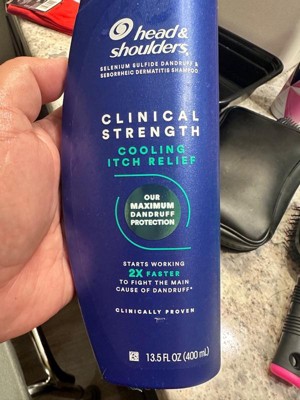 head &
shoulders
SELENIUM SULFIDE DANDRUFF &
SEBORRHEIC DERMATITIS SHAMPOO
CLINICAL
STRENGTH
COOLING
ITCH RELIEF
OUR
MAXIMUM
DANDRUFF
PROTECTION
STARTS WORKING
2X FASTER
TO FIGHT THE MAIN
CAUSE OF DANDRUFF*
CLINICALLY PROVEN
13.5 FL OZ (400 mL)